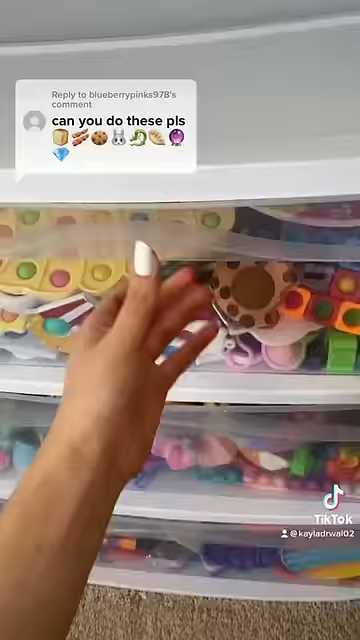 Reply to blueberrypinks978's
comment
can you do these pls
🍞🥓🍪🐰🐉🥟🔮
💎
TikTok
@kayladrwal02